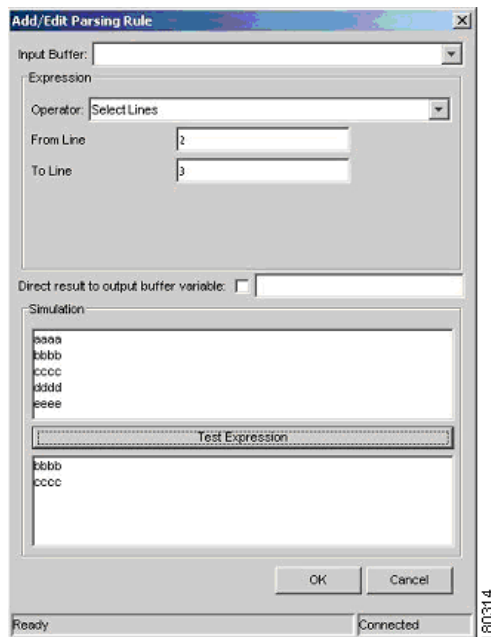 Add/Edit Parsing Rule
Input Buffer:
Expression
Operator: Select Lines
From Line 2
To Line 3
Direct result to output buffer variable:
Simulation
aaaa
bbbb
cccc
dddd
eeee
Test Expression
bbbb
cccc
OK Cancel
Ready Connected
80314